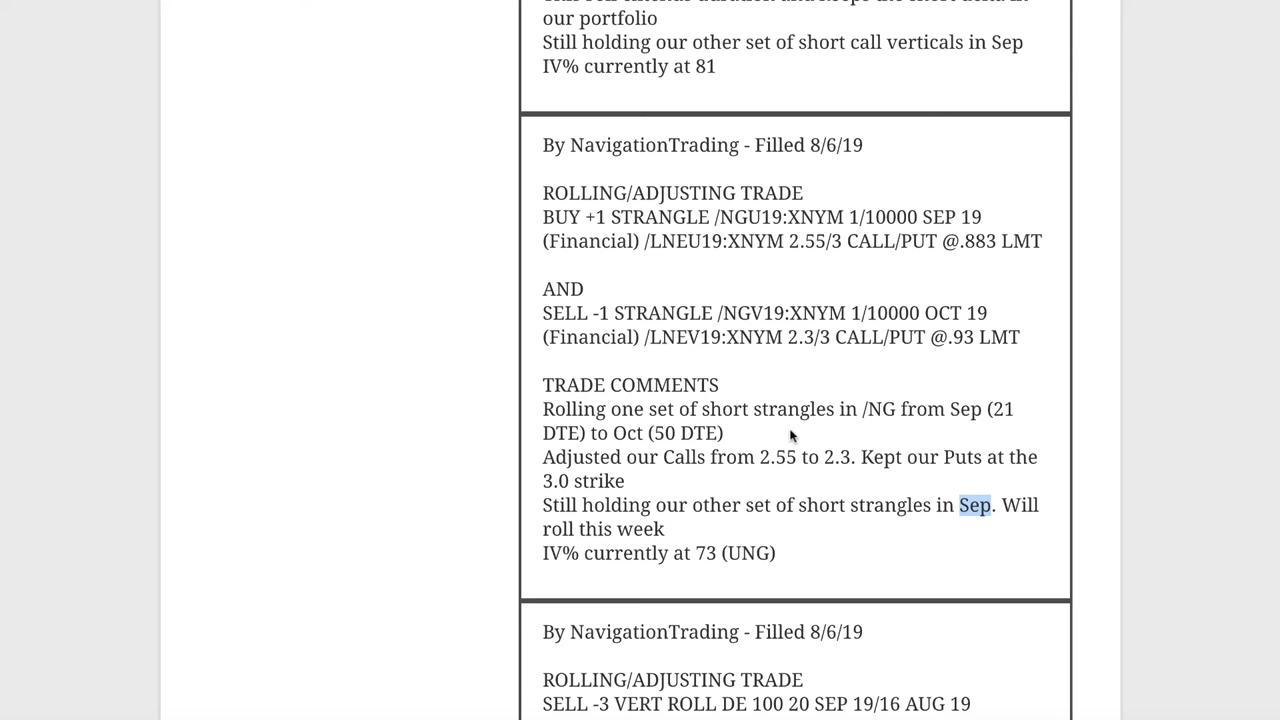 our portfolio
Still holding our other set of short call verticals in Sep
IV% currently at 81
By NavigationTrading - Filled 8/6/19
ROLLING/ADJUSTING TRADE
BUY +1 STRANGLE /NGU19:XNYM 1/10000 SEP 19
(Financial) /LNEU19:XNYM 2.55/3 CALL/PUT @.883 LMT
AND
SELL -1 STRANGLE /NGV19:XNYM 1/10000 OCT 19
(Financial) /LNEV19:XNYM 2.3/3 CALL/PUT @.93 LMT
TRADE COMMENTS
Rolling one set of short strangles in /NG from Sep (21
DTE) to Oct (50 DTE)
Adjusted our Calls from 2.55 to 2.3. Kept our Puts at the
3.0 strike
Still holding our other set of short strangles in Sep. Will
roll this week
IV% currently at 73 (UNG)
By NavigationTrading - Filled 8/6/19
ROLLING/ADJUSTING TRADE
SELL -3 VERT ROLL DE 100 20 SEP 19/16 AUG 19